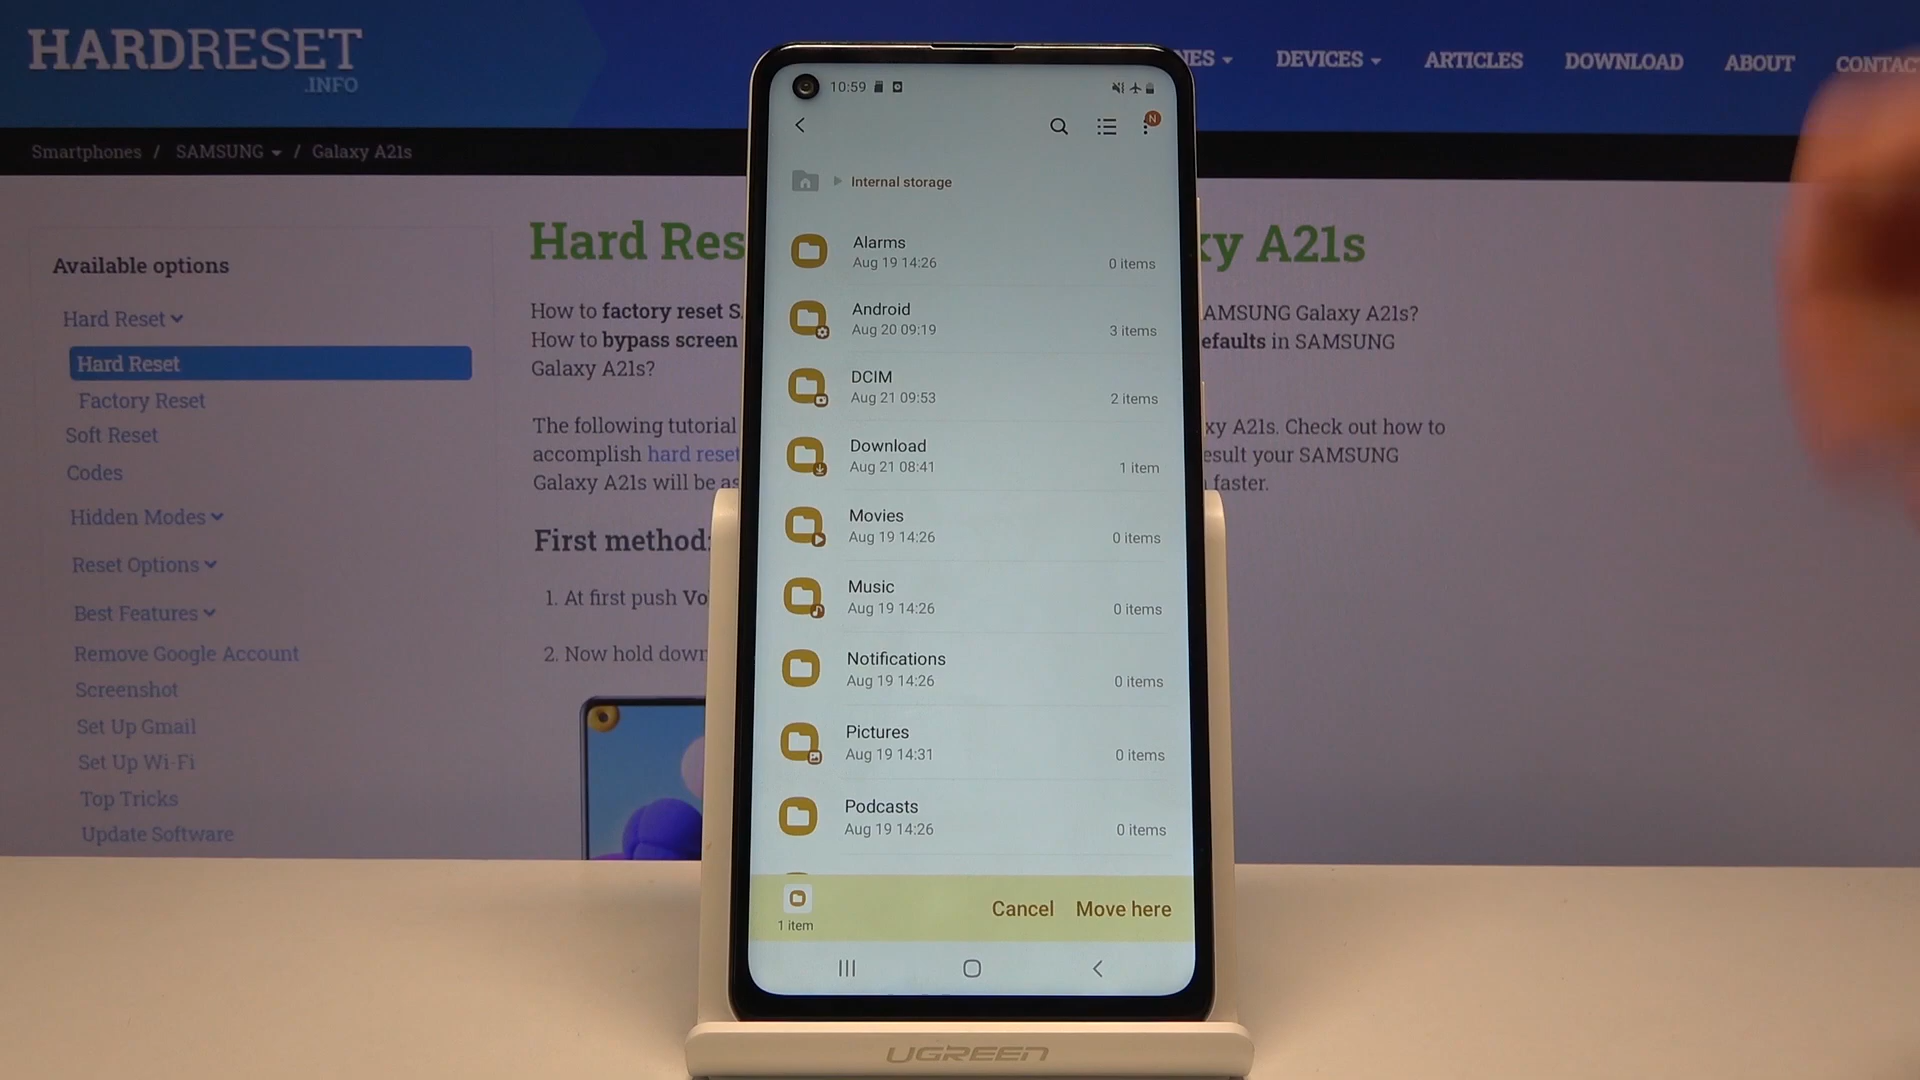 HARDRESET
.INFO
DEVICES
ARTICLES
DOWNLOAD
ABOUT
Smartphones / SAMSUNG / Galaxy A21s
Available options
Hard Reset
Hard Reset
Factory Reset
Soft Reset
Codes
Hidden Modes
Reset Options
Best Features
Remove Google Account
Screenshot
Set Up Gmail
Set Up Wi-Fi
Top Tricks
Update Software
Hard Res
xy A21s
How to factory reset S
AMSUNG Galaxy A21s?
How to bypass screen
efaults in SAMSUNG
Galaxy A21s?
The following tutorial
xy A21s. Check out how to
accomplish hard reset
esult your SAMSUNG
Galaxy A21s will be as
faster.
First method:
1. At first push Vo
2. Now hold down
10:59
N
Internal storage
Alarms
Aug 19 14:26
0 items
Android
Aug 20 09:19
3 items
DCIM
Aug 21 09:53
2 items
Download
Aug 21 08:41
1 item
Movies
Aug 19 14:26
0 items
Music
Aug 19 14:26
0 items
Notifications
Aug 19 14:26
0 items
Pictures
Aug 19 14:31
0 items
Podcasts
Aug 19 14:26
0 items
1 item
Cancel
Move here
UGREEN